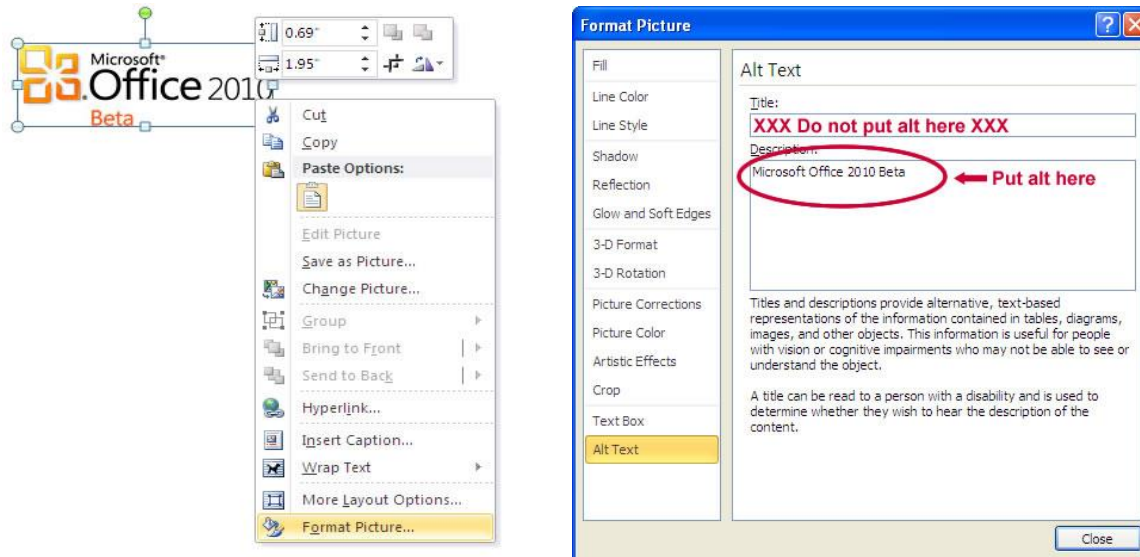 Microsoft®
Office 2010
Beta
0.69"
1.95"
Cut
Copy
Paste Options:
Edit Picture
Save as Picture...
Change Picture...
Group
Bring to Front
Send to Back
Hyperlink...
Insert Caption...
Wrap Text
More Layout Options...
Format Picture...
Format Picture
Fill
Line Color
Line Style
Shadow
Reflection
Glow and Soft Edges
3-D Format
3-D Rotation
Picture Corrections
Picture Color
Artistic Effects
Crop
Text Box
Alt Text
Alt Text
Title:
XXX Do not put alt here XXX
Description:
Microsoft Office 2010 Beta
Put alt here
Titles and descriptions provide alternative, text-based
representations of the information contained in tables, diagrams,
images, and other objects. This information is useful for people
with vision or cognitive impairments who may not be able to see or
understand the object.
A title can be read to a person with a disability and is used to
determine whether they wish to hear the description of the
content.
Close